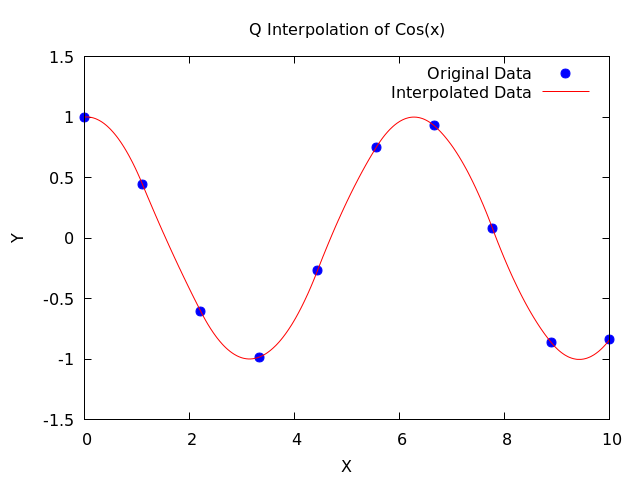 Q Interpolation of Cos(x)
1.5
Original Data
Interpolated Data
1
0.5
Y
0
-0.5
-1
-1.5
0 2 4 6 8 10
X